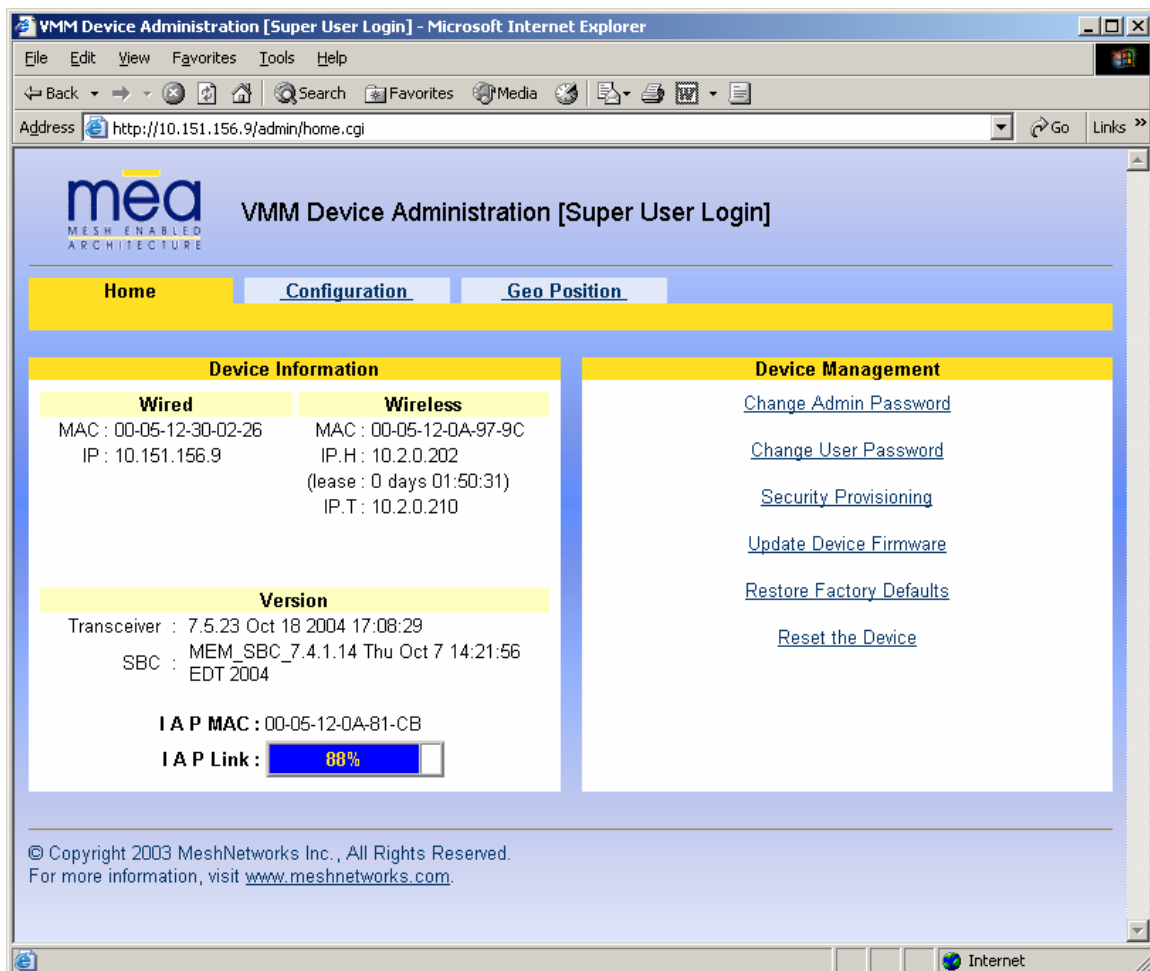 VMM Device Administration [Super User Login] - Microsoft Internet Explorer
File Edit View Favorites Tools Help
Back Search Favorites Media
Address http://10.151.156.9/admin/home.cgi Go Links »
mēa
MESH ENABLED
ARCHITECTURE
VMM Device Administration [Super User Login]
Home Configuration Geo Position
Device Information
Wired Wireless
MAC : 00-05-12-30-02-26 MAC : 00-05-12-0A-97-9C
IP : 10.151.156.9 IP.H : 10.2.0.202
(lease : 0 days 01:50:31)
IP.T : 10.2.0.210
Version
Transceiver : 7.5.23 Oct 18 2004 17:08:29
SBC : MEM_SBC_7.4.1.14 Thu Oct 7 14:21:56
EDT 2004
I A P MAC : 00-05-12-0A-81-CB
I A P Link : 88%
Device Management
Change Admin Password
Change User Password
Security Provisioning
Update Device Firmware
Restore Factory Defaults
Reset the Device
© Copyright 2003 MeshNetworks Inc., All Rights Reserved.
For more information, visit www.meshnetworks.com.
Internet